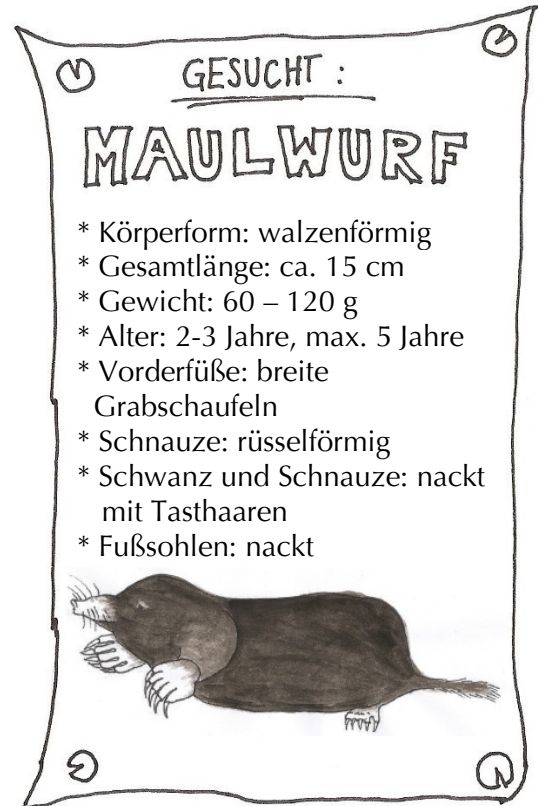 GESUCHT :
MAULWURF
* Körperform: walzenförmig
* Gesamtlänge: ca. 15 cm
* Gewicht: 60 – 120 g
* Alter: 2-3 Jahre, max. 5 Jahre
* Vorderfüße: breite
Grabschaufeln
* Schnauze: rüsselförmig
* Schwanz und Schnauze: nackt
mit Tasthaaren
* Fußsohlen: nackt